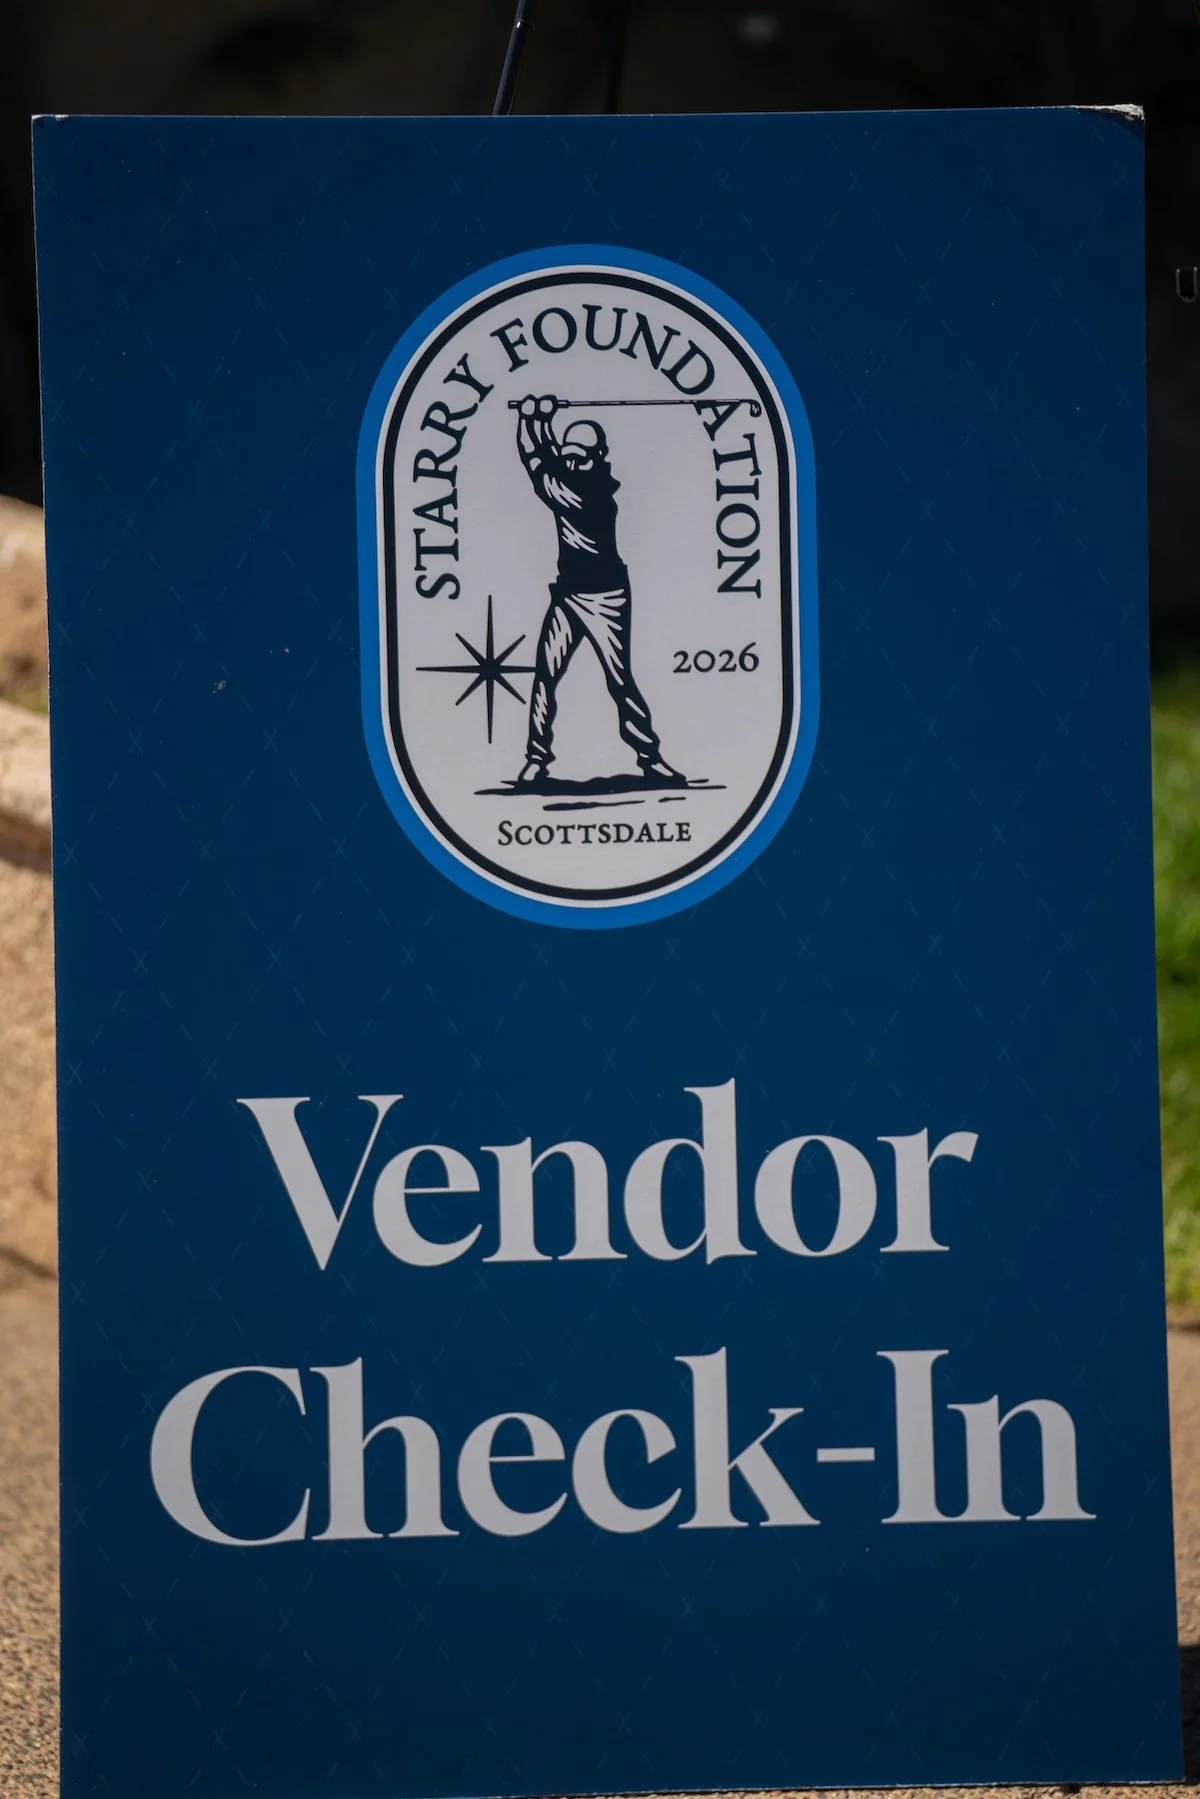 STARRY FOUNDATION
2026
SCOTTSDALE
Vendor
Check-In